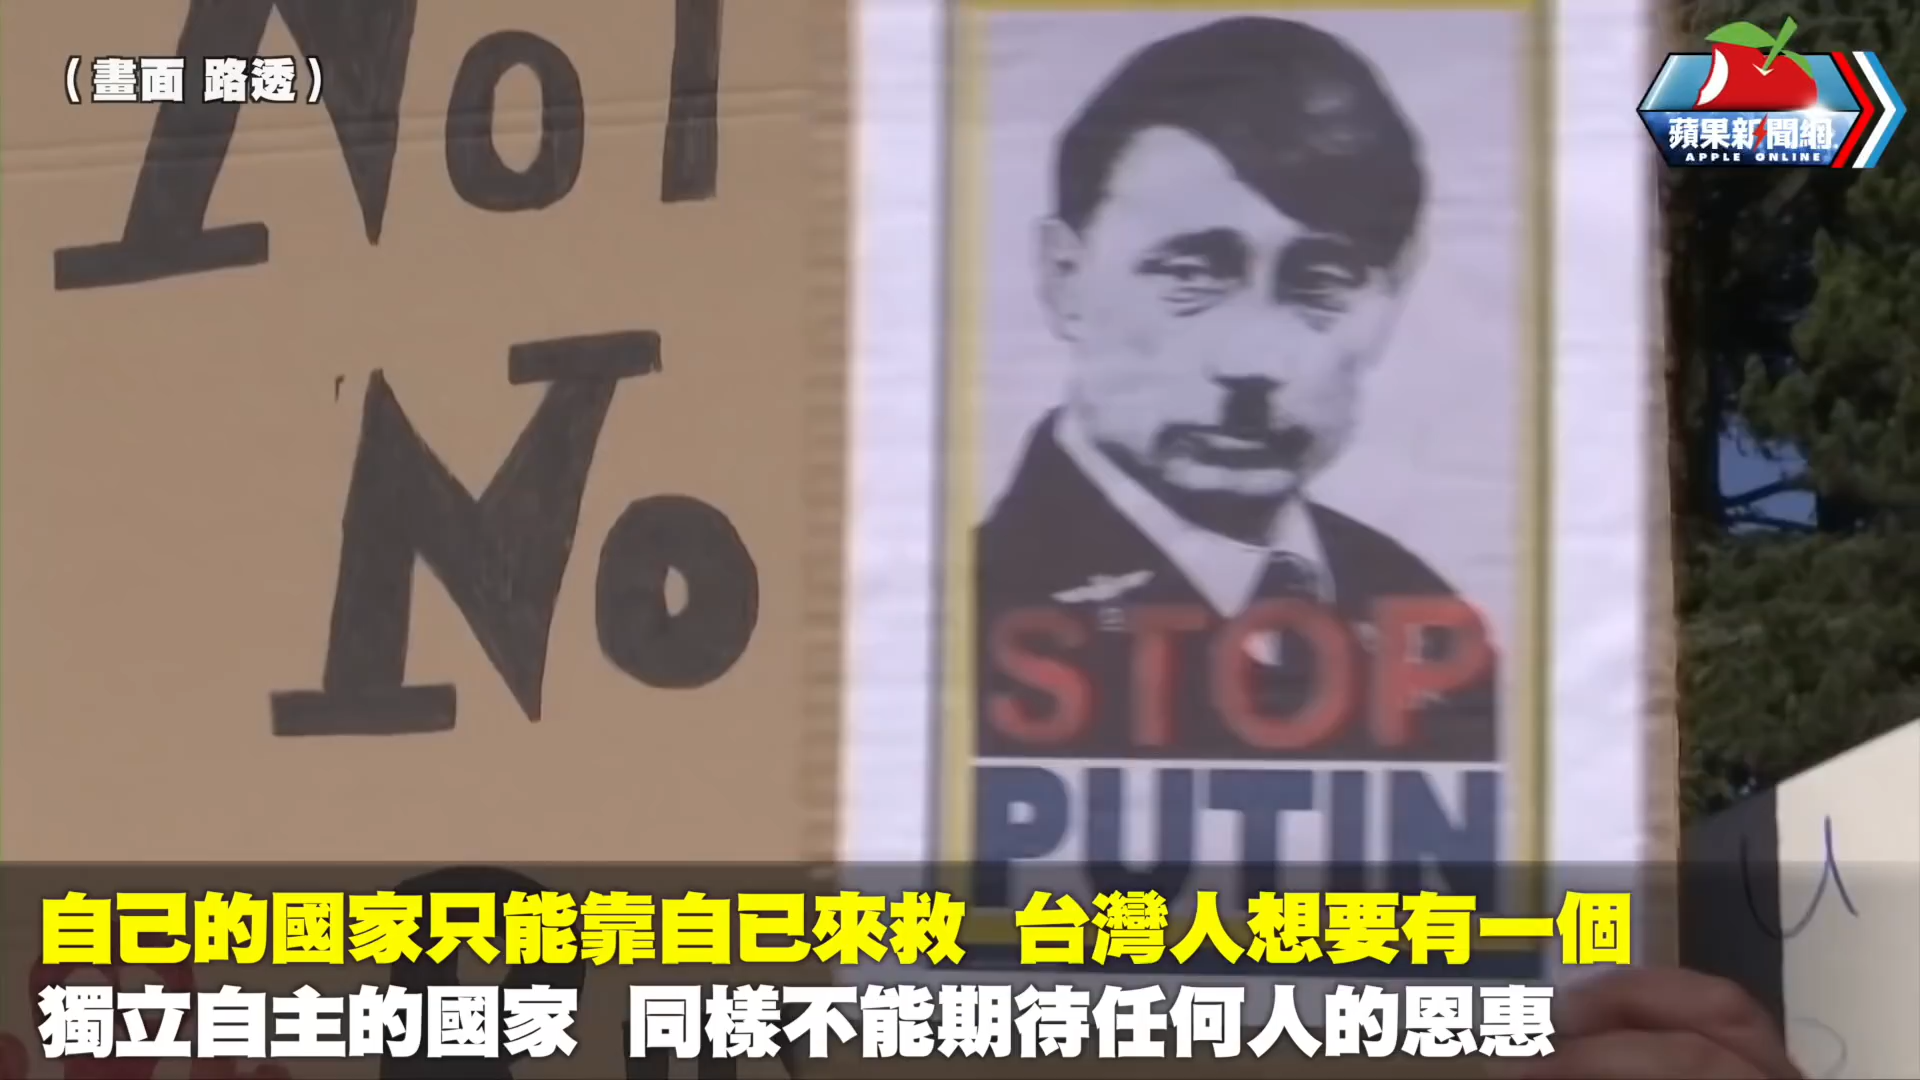 (畫面 路透)
蘋果新聞網
APPLE ONLINE
No!
No
STOP
PUTIN
自己的國家只能靠自已來救 台灣人想要有一個
獨立自主的國家 同樣不能期待任何人的恩惠